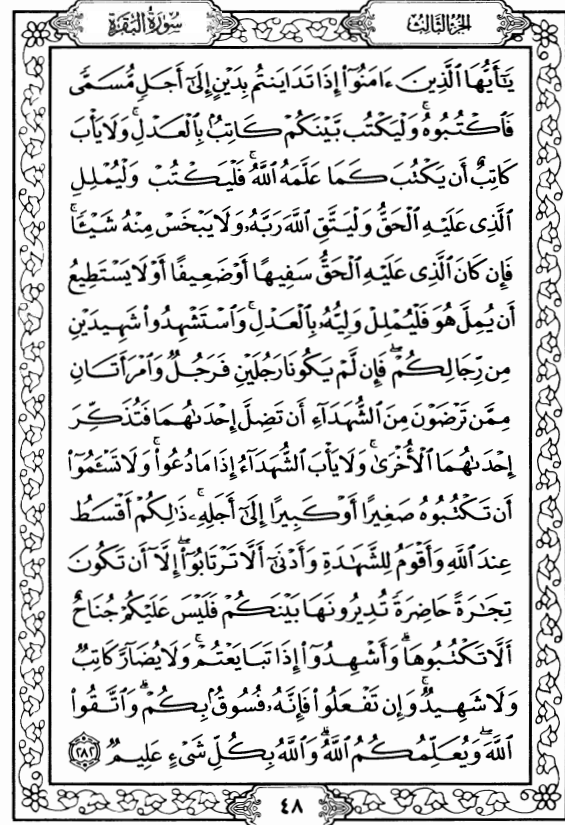 سُورَةُ البَقَرَةِ
الجزء الثالث
يَٰٓأَيُّهَا ٱلَّذِينَ ءَامَنُوٓا۟ إِذَا تَدَايَنتُم بِدَيْنٍ إِلَىٰٓ أَجَلٍ مُّسَمًّى
فَٱكْتُبُوهُ ۚ وَلْيَكْتُب بَّيْنَكُمْ كَاتِبٌۢ بِٱلْعَدْلِ ۚ وَلَا يَأْبَ
كَاتِبٌ أَن يَكْتُبَ كَمَا عَلَّمَهُ ٱللَّهُ ۚ فَلْيَكْتُبْ وَلْيُمْلِلِ
ٱلَّذِى عَلَيْهِ ٱلْحَقُّ وَلْيَتَّقِ ٱللَّهَ رَبَّهُۥ وَلَا يَبْخَسْ مِنْهُ شَيْـًٔا ۚ
فَإِن كَانَ ٱلَّذِى عَلَيْهِ ٱلْحَقُّ سَفِيهًا أَوْ ضَعِيفًا أَوْ لَا يَسْتَطِيعُ
أَن يُمِلَّ هُوَ فَلْيُمْلِلْ وَلِيُّهُۥ بِٱلْعَدْلِ ۚ وَٱسْتَشْهِدُوا۟ شَهِيدَيْنِ
مِن رِّجَالِكُمْ ۖ فَإِن لَّمْ يَكُونَا رَجُلَيْنِ فَرَجُلٌ وَٱمْرَأَتَانِ
مِمَّن تَرْضَوْنَ مِنَ ٱلشُّهَدَآءِ أَن تَضِلَّ إِحْدَىٰهُمَا فَتُذَكِّرَ
إِحْدَىٰهُمَا ٱلْأُخْرَىٰ ۚ وَلَا يَأْبَ ٱلشُّهَدَآءُ إِذَا مَا دُعُوا۟ ۚ وَلَا تَسْـَٔمُوٓا۟
أَن تَكْتُبُوهُ صَغِيرًا أَوْ كَبِيرًا إِلَىٰٓ أَجَلِهِۦ ۚ ذَٰلِكُمْ أَقْسَطُ
عِندَ ٱللَّهِ وَأَقْوَمُ لِلشَّهَٰدَةِ وَأَدْنَىٰٓ أَلَّا تَرْتَابُوٓا۟ ۖ إِلَّآ أَن تَكُونَ
تِجَٰرَةً حَاضِرَةً تُدِيرُونَهَا بَيْنَكُمْ فَلَيْسَ عَلَيْكُمْ جُنَاحٌ
أَلَّا تَكْتُبُوهَا ۗ وَأَشْهِدُوٓا۟ إِذَا تَبَايَعْتُمْ ۚ وَلَا يُضَآرَّ كَاتِبٌ
وَلَا شَهِيدٌ ۚ وَإِن تَفْعَلُوا۟ فَإِنَّهُۥ فُسُوقٌۢ بِكُمْ ۗ وَٱتَّقُوا۟
ٱللَّهَ ۖ وَيُعَلِّمُكُمُ ٱللَّهُ ۗ وَٱللَّهُ بِكُلِّ شَىْءٍ عَلِيمٌ ٢٨٢
٤٨